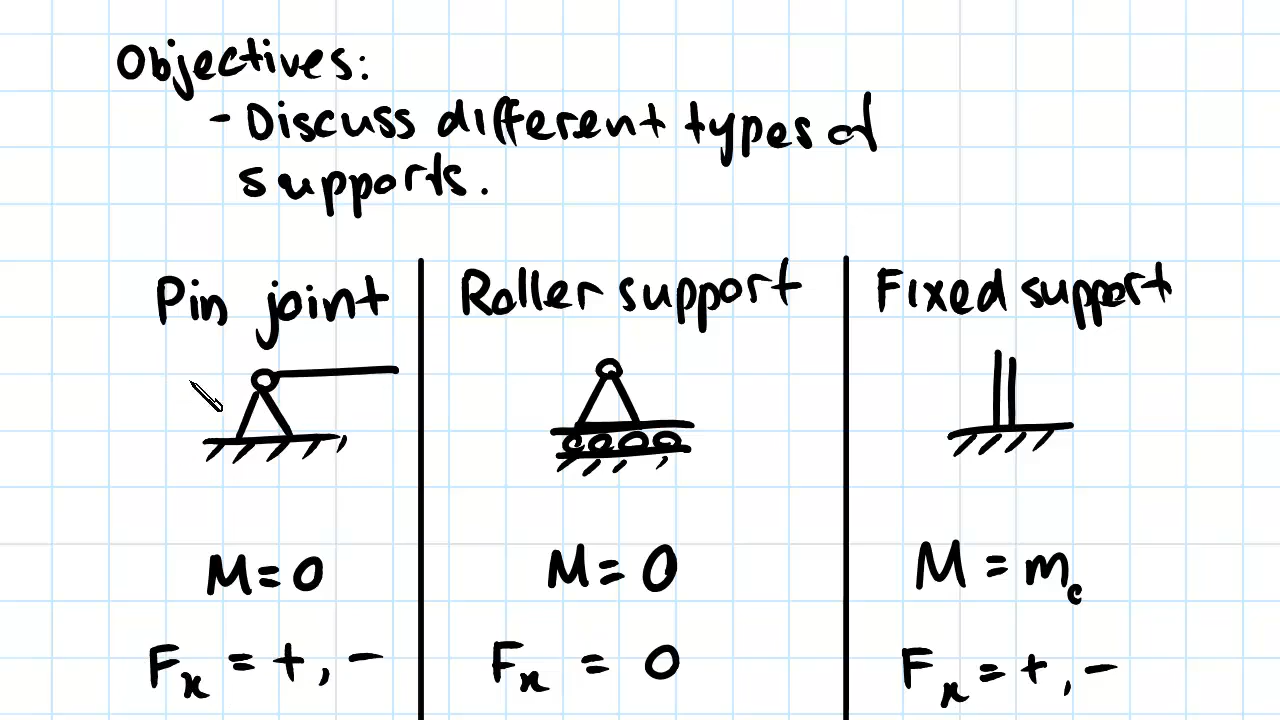 Objectives:
- Discuss different types of
supports.
Pin joint
Roller support
Fixed support
M = 0
M = 0
M = mc
Fx = +, -
Fx = 0
Fx = +, -